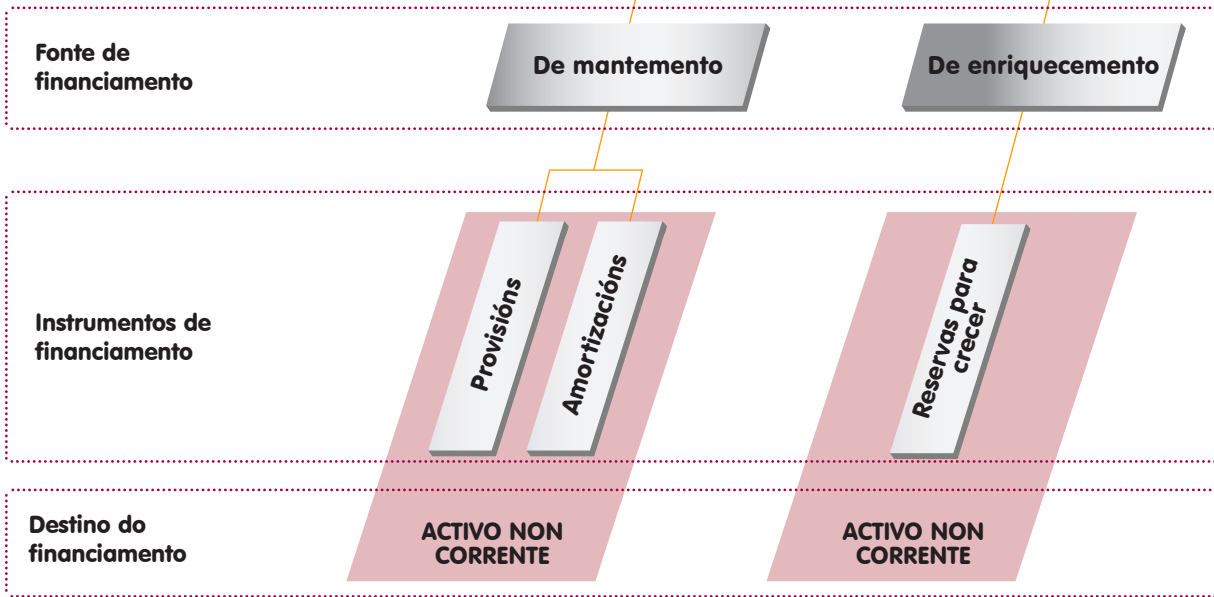 Fonte de
financiamento
De mantemento
De enriquecemento
Instrumentos de
financiamento
Provisións
Amortizacións
Reservas para
crecer
Destino do
financiamento
ACTIVO NON
CORRENTE
ACTIVO NON
CORRENTE